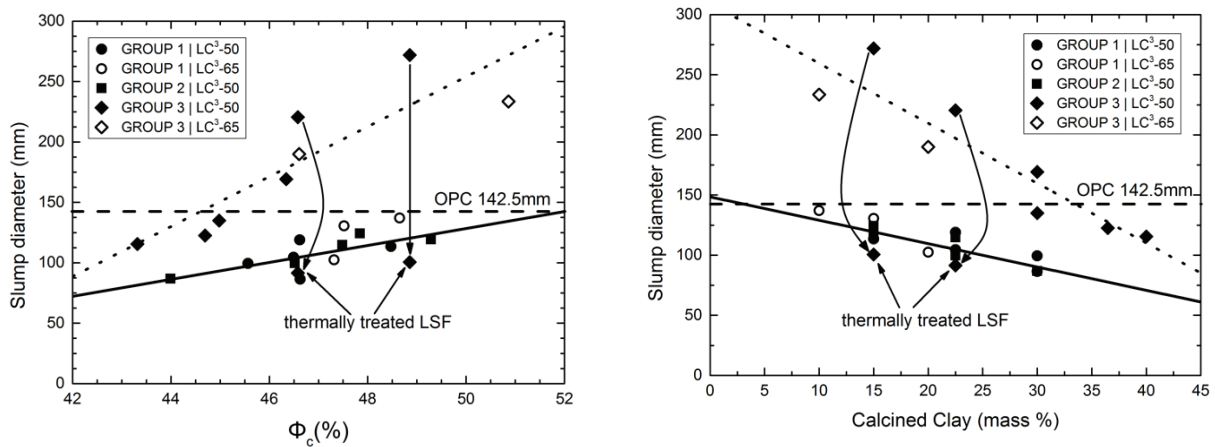 300
250
200
150
100
50
0
Slump diameter (mm)
GROUP 1 | LC³-50
GROUP 1 | LC³-65
GROUP 2 | LC³-50
GROUP 3 | LC³-50
GROUP 3 | LC³-65
OPC 142.5mm
thermally treated LSF
42 44 46 48 50 52
Φc(%)
300
250
200
150
100
50
0
Slump diameter (mm)
GROUP 1 | LC³-50
GROUP 1 | LC³-65
GROUP 2 | LC³-50
GROUP 3 | LC³-50
GROUP 3 | LC³-65
OPC 142.5mm
thermally treated LSF
0 5 10 15 20 25 30 35 40 45
Calcined Clay (mass %)